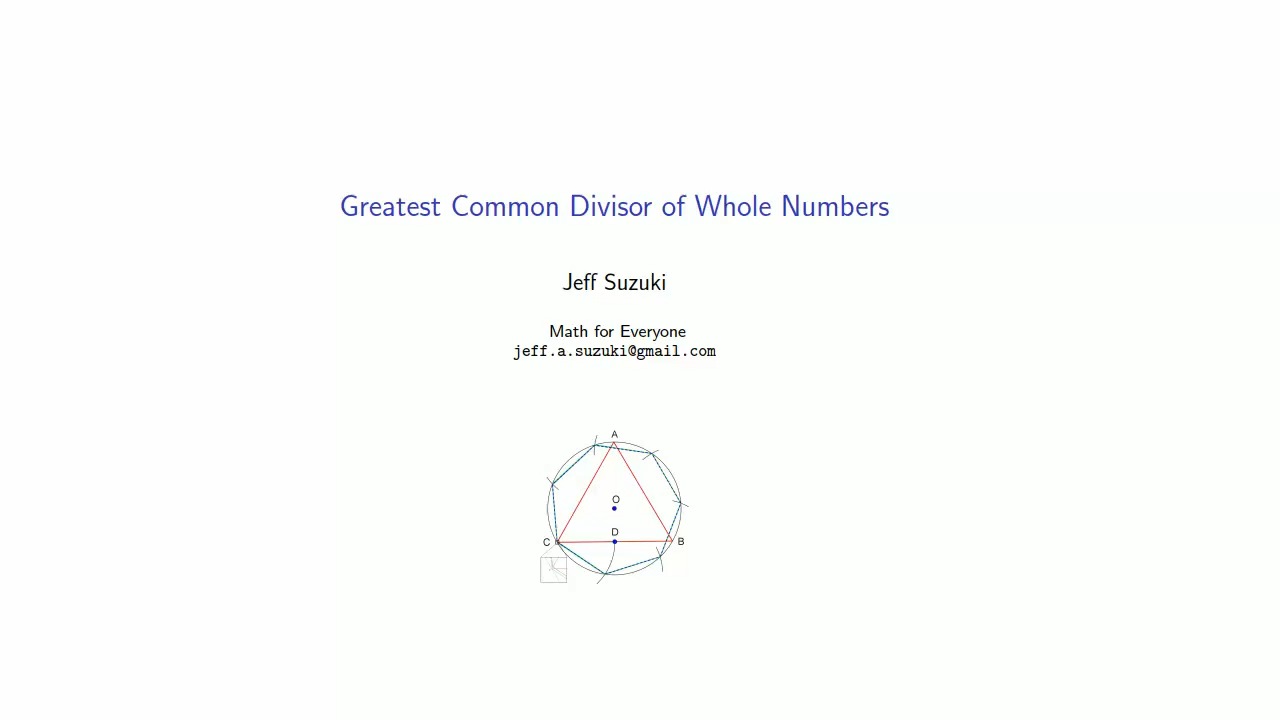 Greatest Common Divisor of Whole Numbers
Jeff Suzuki
Math for Everyone
jeff.a.suzuki@gmail.com
A
O
D
C
B